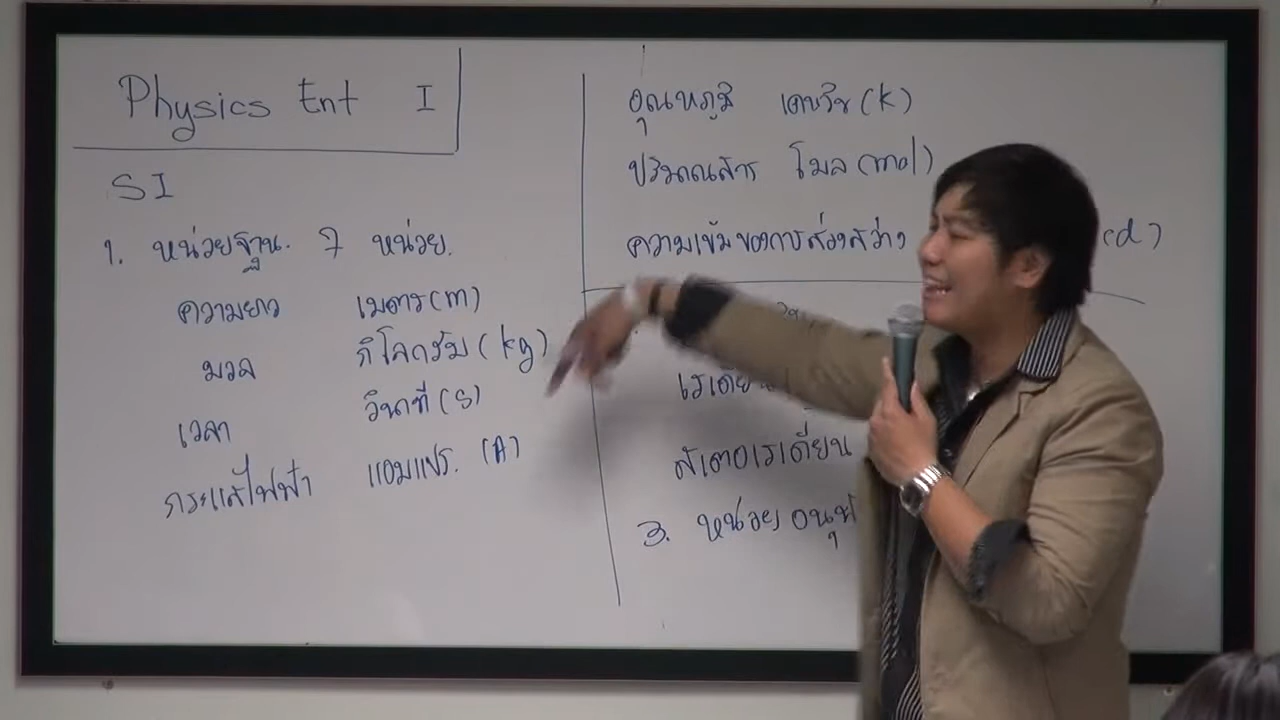 Physics Ent I
SI
1. หน่วยฐาน. 7 หน่วย.
ความยาว เมตร (m)
มวล กิโลกรัม (kg)
เวลา วินาที (s)
กระแสไฟฟ้า แอมแปร. (A)
อุณหภูมิ เคลวิน (K)
ปริมาณสาร โมล (mol)
ความเข้มของการส่องสว่าง
เรเดียน
สเตอเรเดียน
3. หน่วยอนุพั